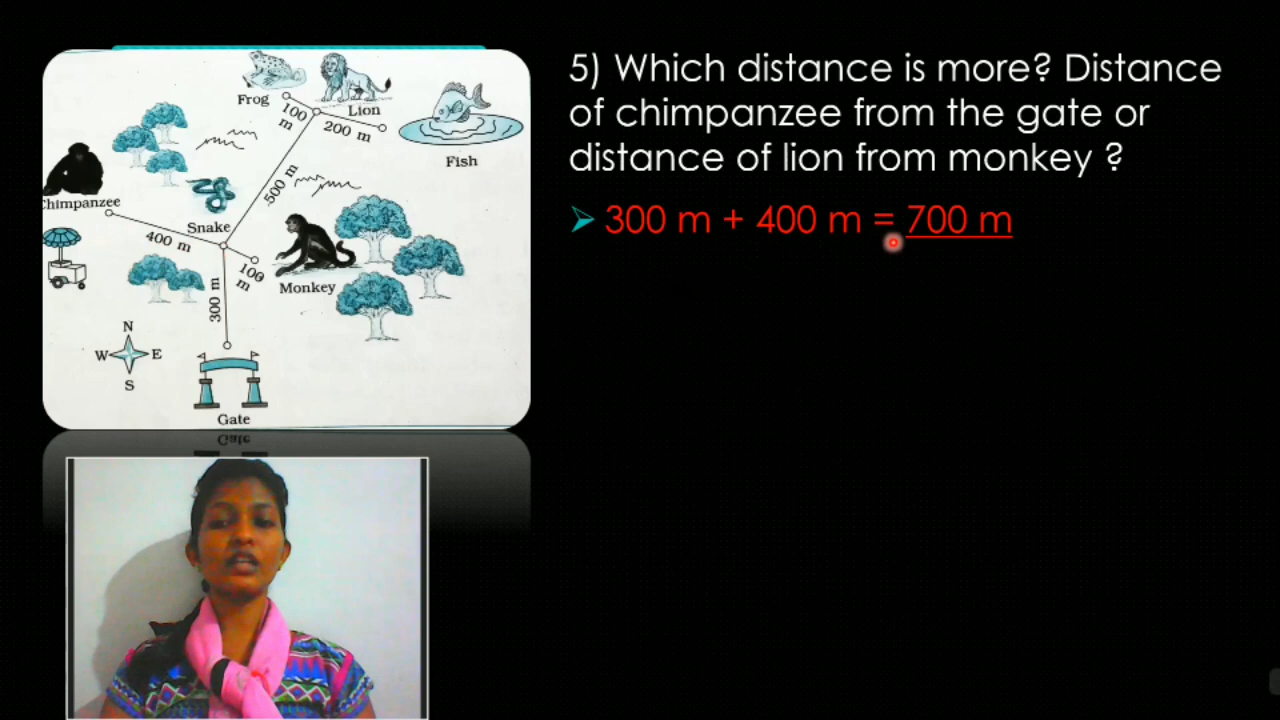 5) Which distance is more? Distance
of chimpanzee from the gate or
distance of lion from monkey ?
300 m + 400 m = 700 m
Frog
Lion
100
m
200 m
Fish
500 m
Chimpanzee
Snake
400 m
100
m
Monkey
300 m
N
W E
S
Gate
Gate